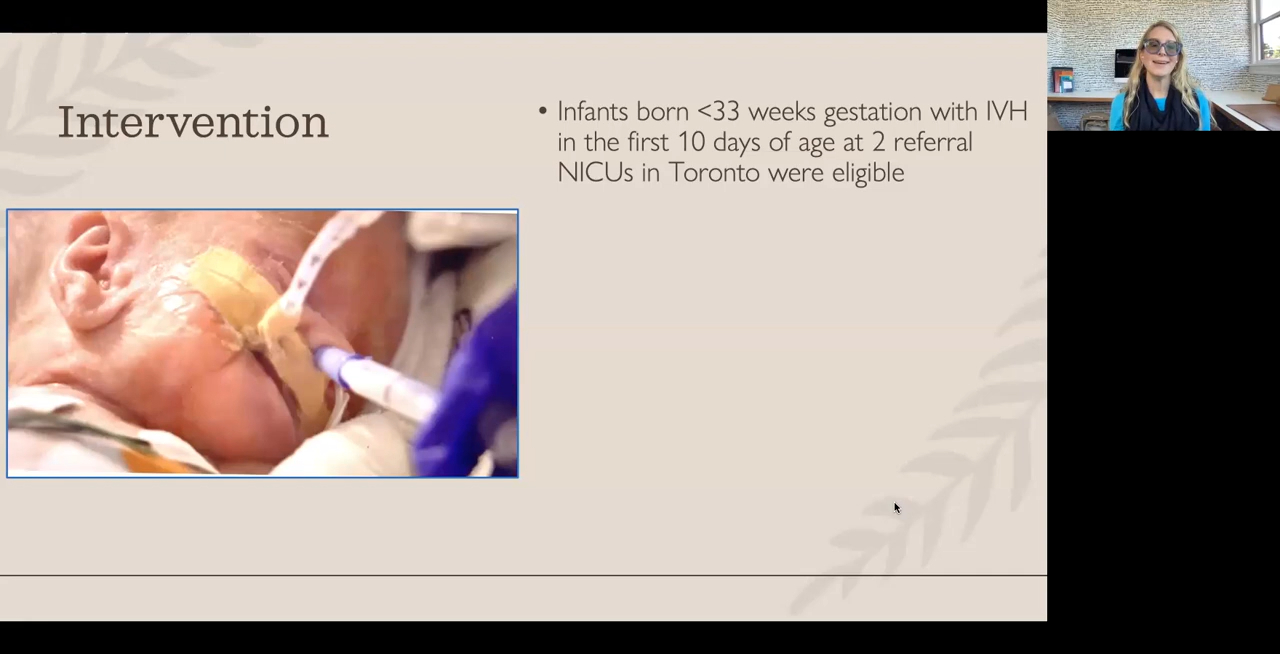 Intervention
• Infants born <33 weeks gestation with IVH
in the first 10 days of age at 2 referral
NICUs in Toronto were eligible